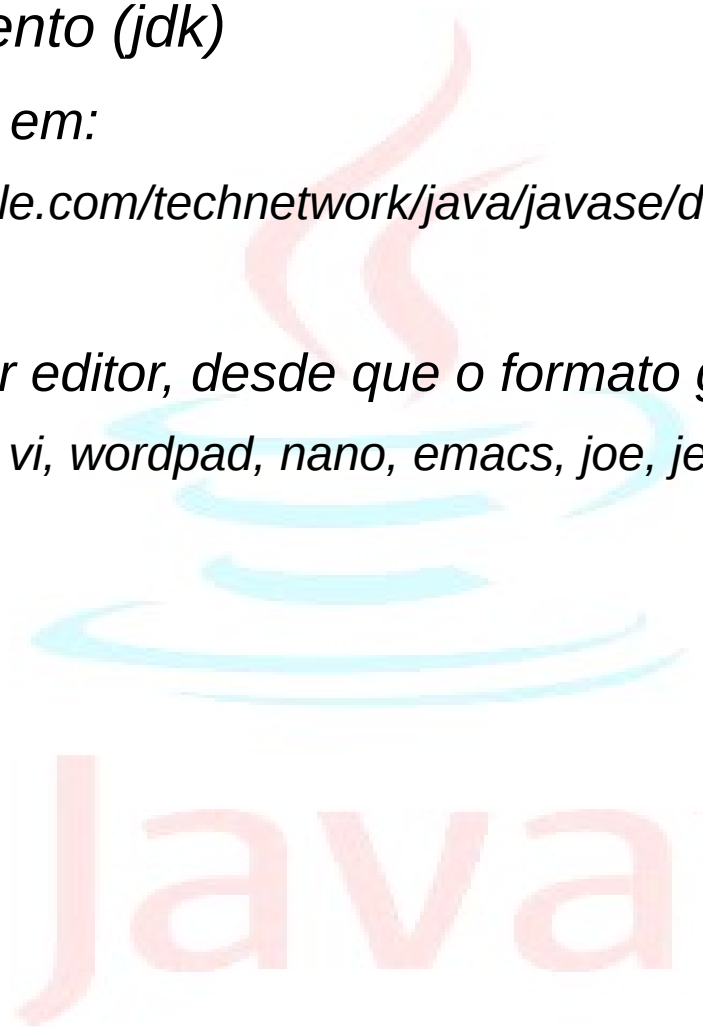 ento (jdk)
em:
le.com/technetwork/java/javase/d
r editor, desde que o formato g
vi, wordpad, nano, emacs, joe, je
Java